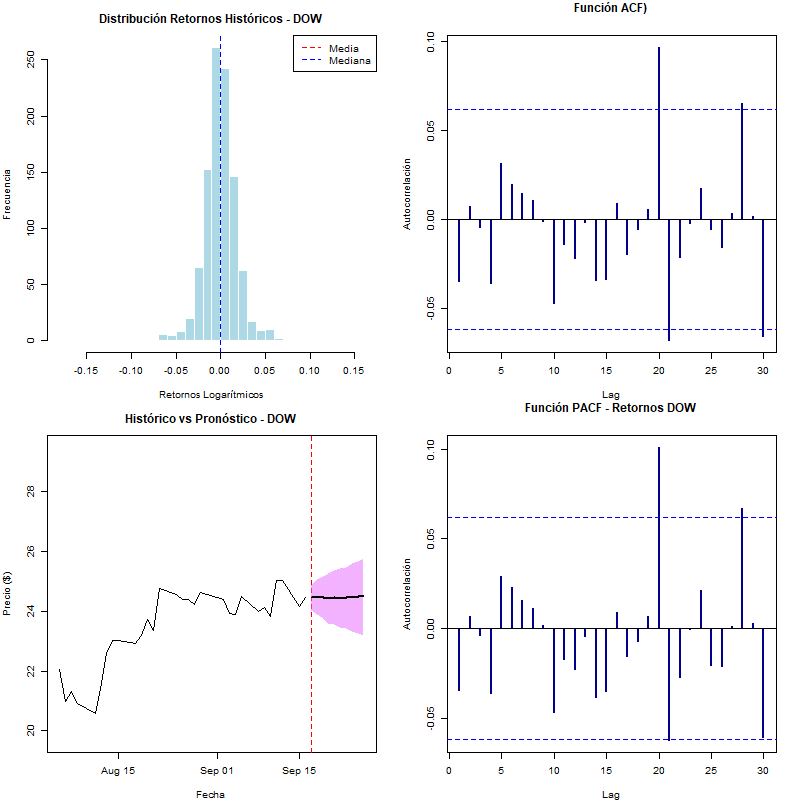 Distribución Retornos Históricos - DOW
Media
Mediana
Frecuencia
250
200
150
100
50
0
-0.15 -0.10 -0.05 0.00 0.05 0.10 0.15
Retornos Logarítmicos
Función ACF)
Autocorrelación
0.10
0.05
0.00
-0.05
0 5 10 15 20 25 30
Lag
Histórico vs Pronóstico - DOW
Precio ($)
28
26
24
22
20
Aug 15 Sep 01 Sep 15
Fecha
Función PACF - Retornos DOW
Autocorrelación
0.10
0.05
0.00
-0.05
0 5 10 15 20 25 30
Lag